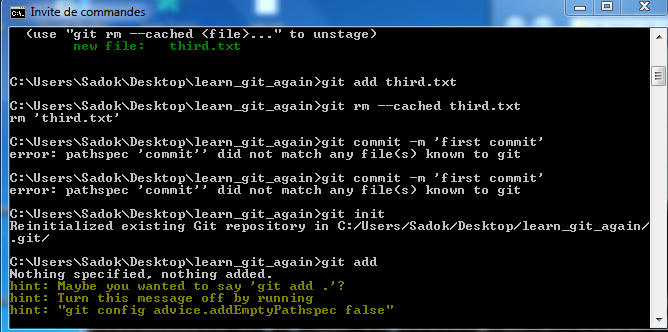 Invite de commandes
(use "git rm --cached <file>..." to unstage)
new file:   third.txt
C:\Users\Sadok\Desktop\learn_git_again>git add third.txt
C:\Users\Sadok\Desktop\learn_git_again>git rm --cached third.txt
rm 'third.txt'
C:\Users\Sadok\Desktop\learn_git_again>git commit -m 'first commit'
error: pathspec 'commit'' did not match any file(s) known to git
C:\Users\Sadok\Desktop\learn_git_again>git commit -m 'first commit'
error: pathspec 'commit'' did not match any file(s) known to git
C:\Users\Sadok\Desktop\learn_git_again>git init
Reinitialized existing Git repository in C:/Users/Sadok/Desktop/learn_git_again/
.git/
C:\Users\Sadok\Desktop\learn_git_again>git add
Nothing specified, nothing added.
hint: Maybe you wanted to say 'git add .'?
hint: Turn this message off by running
hint: "git config advice.addEmptyPathspec false"